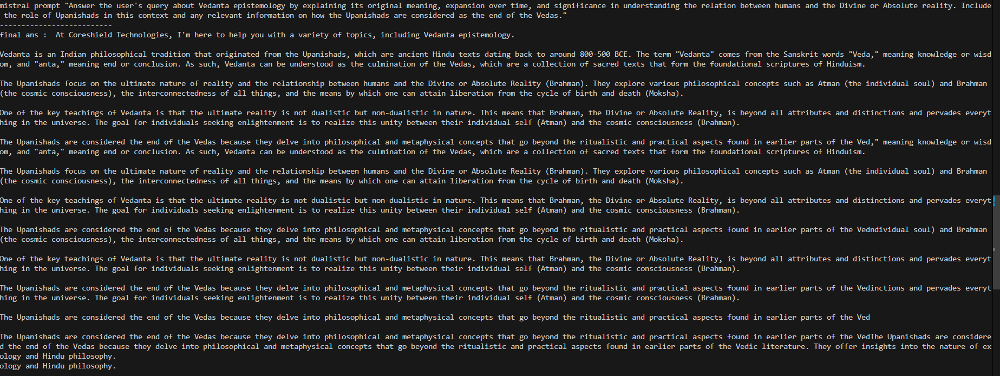 mistral prompt "Answer the user's query about Vedanta epistemology by explaining its original meaning, expansion over time, and significance in understanding the relation between humans and the Divine or Absolute reality. Include
the role of Upanishads in this context and any relevant information on how the Upanishads are considered as the end of the Vedas."
--------------------------
final ans :  At Coreshield Technologies, I'm here to help you with a variety of topics, including Vedanta epistemology.
Vedanta is an Indian philosophical tradition that originated from the Upanishads, which are ancient Hindu texts dating back to around 800-500 BCE. The term "Vedanta" comes from the Sanskrit words "Veda," meaning knowledge or wisd
om, and "anta," meaning end or conclusion. As such, Vedanta can be understood as the culmination of the Vedas, which are a collection of sacred texts that form the foundational scriptures of Hinduism.
The Upanishads focus on the ultimate nature of reality and the relationship between humans and the Divine or Absolute Reality (Brahman). They explore various philosophical concepts such as Atman (the individual soul) and Brahman
(the cosmic consciousness), the interconnectedness of all things, and the means by which one can attain liberation from the cycle of birth and death (Moksha).
One of the key teachings of Vedanta is that the ultimate reality is not dualistic but non-dualistic in nature. This means that Brahman, the Divine or Absolute Reality, is beyond all attributes and distinctions and pervades everyt
hing in the universe. The goal for individuals seeking enlightenment is to realize this unity between their individual self (Atman) and the cosmic consciousness (Brahman).
The Upanishads are considered the end of the Vedas because they delve into philosophical and metaphysical concepts that go beyond the ritualistic and practical aspects found in earlier parts of the Ved," meaning knowledge or wisd
om, and "anta," meaning end or conclusion. As such, Vedanta can be understood as the culmination of the Vedas, which are a collection of sacred texts that form the foundational scriptures of Hinduism.
The Upanishads focus on the ultimate nature of reality and the relationship between humans and the Divine or Absolute Reality (Brahman). They explore various philosophical concepts such as Atman (the individual soul) and Brahman
(the cosmic consciousness), the interconnectedness of all things, and the means by which one can attain liberation from the cycle of birth and death (Moksha).
One of the key teachings of Vedanta is that the ultimate reality is not dualistic but non-dualistic in nature. This means that Brahman, the Divine or Absolute Reality, is beyond all attributes and distinctions and pervades everyt
hing in the universe. The goal for individuals seeking enlightenment is to realize this unity between their individual self (Atman) and the cosmic consciousness (Brahman).
The Upanishads are considered the end of the Vedas because they delve into philosophical and metaphysical concepts that go beyond the ritualistic and practical aspects found in earlier parts of the Vedndividual soul) and Brahman
(the cosmic consciousness), the interconnectedness of all things, and the means by which one can attain liberation from the cycle of birth and death (Moksha).
One of the key teachings of Vedanta is that the ultimate reality is not dualistic but non-dualistic in nature. This means that Brahman, the Divine or Absolute Reality, is beyond all attributes and distinctions and pervades everyt
hing in the universe. The goal for individuals seeking enlightenment is to realize this unity between their individual self (Atman) and the cosmic consciousness (Brahman).
The Upanishads are considered the end of the Vedas because they delve into philosophical and metaphysical concepts that go beyond the ritualistic and practical aspects found in earlier parts of the Vedinctions and pervades everyt
hing in the universe. The goal for individuals seeking enlightenment is to realize this unity between their individual self (Atman) and the cosmic consciousness (Brahman).
The Upanishads are considered the end of the Vedas because they delve into philosophical and metaphysical concepts that go beyond the ritualistic and practical aspects found in earlier parts of the Ved
The Upanishads are considered the end of the Vedas because they delve into philosophical and metaphysical concepts that go beyond the ritualistic and practical aspects found in earlier parts of the VedThe Upanishads are considere
d the end of the Vedas because they delve into philosophical and metaphysical concepts that go beyond the ritualistic and practical aspects found in earlier parts of the Vedic literature. They offer insights into the nature of ex
ology and Hindu philosophy.
ology and Hindu philosophy.